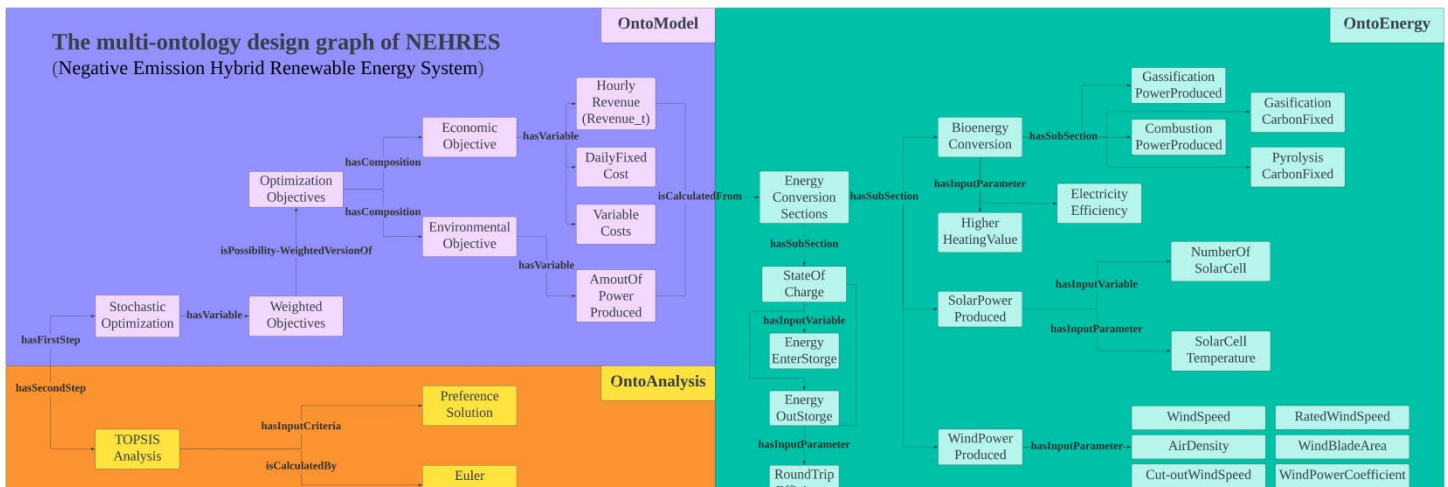 OntoModel
The multi-ontology design graph of NEHRES
(Negative Emission Hybrid Renewable Energy System)
Hourly
Revenue
(Revenue_t)
Economic
Objective
hasVariable
hasComposition
DailyFixed
Cost
Optimization
Objectives
hasComposition
Variable
Costs
Environmental
Objective
isPossibility-WeightedVersionOf
hasVariable
AmoutOf
Power
Produced
Stochastic
Optimization
hasVariable
Weighted
Objectives
hasFirstStep
isCalculatedFrom
hasSecondStep
OntoAnalysis
Preference
Solution
hasInputCriteria
TOPSIS
Analysis
isCalculatedBy
Euler
OntoEnergy
Gassification
PowerProduced
Gasification
CarbonFixed
Bioenergy
Conversion
hasSubSection
Combustion
PowerProduced
Pyrolysis
CarbonFixed
Energy
Conversion
Sections
hasSubSection
hasInputParameter
Electricity
Efficiency
Higher
HeatingValue
hasSubSection
StateOf
Charge
NumberOf
SolarCell
hasInputVariable
SolarPower
Produced
hasInputVariable
hasInputParameter
Energy
EnterStorge
SolarCell
Temperature
Energy
OutStorge
hasInputParameter
WindPower
Produced
hasInputParameter
WindSpeed
RatedWindSpeed
AirDensity
WindBladeArea
Cut-outWindSpeed
WindPowerCoefficient
RoundTrip